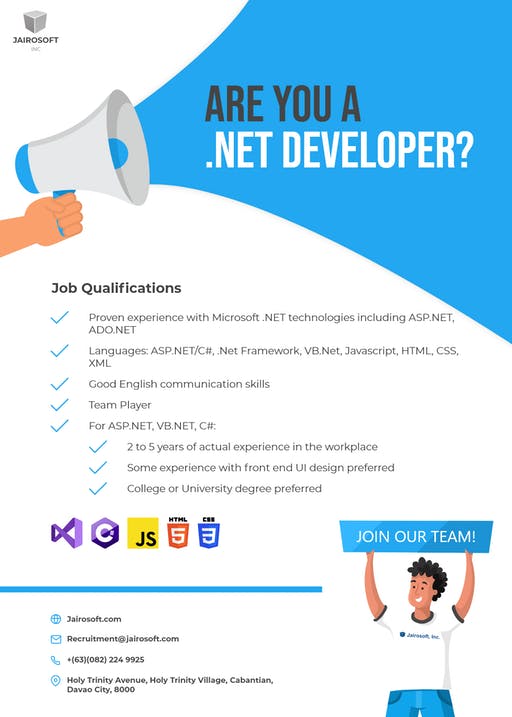 JAIROSOFT
INC
ARE YOU A
.NET DEVELOPER?
Job Qualifications
Proven experience with Microsoft .NET technologies including ASP.NET,
ADO.NET
Languages: ASP.NET/C#, .Net Framework, VB.Net, Javascript, HTML, CSS,
XML
Good English communication skills
Team Player
For ASP.NET, VB.NET, C#:
2 to 5 years of actual experience in the workplace
Some experience with front end UI design preferred
College or University degree preferred
JS
HTML
5
CSS
3
JOIN OUR TEAM!
Jairosoft, Inc.
Jairosoft.com
Recruitment@jairosoft.com
+(63)(082) 224 9925
Holy Trinity Avenue, Holy Trinity Village, Cabantian,
Davao City, 8000